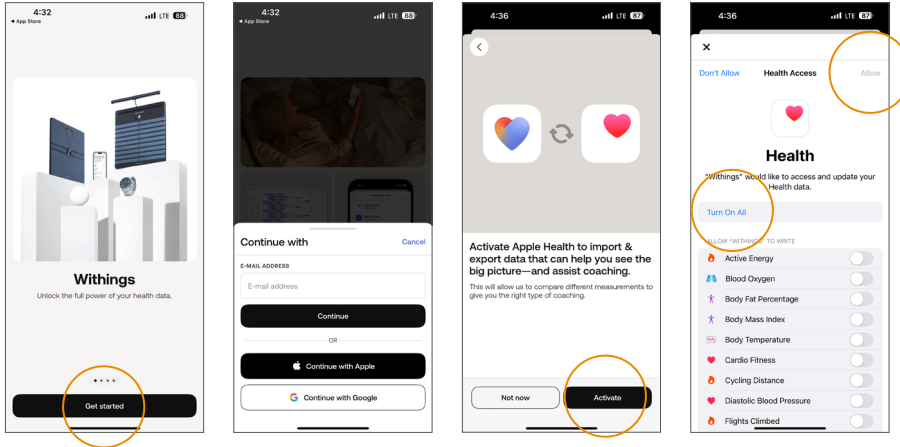 4:32
App Store
LTE 88
Withings
Unlock the full power of your health data.
Get started
4:32
App Store
LTE 88
Continue with
Cancel
E-MAIL ADDRESS
E-mail address
Continue
OR
Continue with Apple
Continue with Google
4:36
LTE 87
Activate Apple Health to import &
export data that can help you see the
big picture—and assist coaching.
This will allow us to compare different measurements to
give you the right type of coaching.
Not now
Activate
4:36
LTE 87
Don't Allow
Health Access
Allow
Health
"Withings" would like to access and update your
Health data.
Turn On All
ALLOW "WITHINGS" TO WRITE
Active Energy
Blood Oxygen
Body Fat Percentage
Body Mass Index
Body Temperature
Cardio Fitness
Cycling Distance
Diastolic Blood Pressure
Flights Climbed